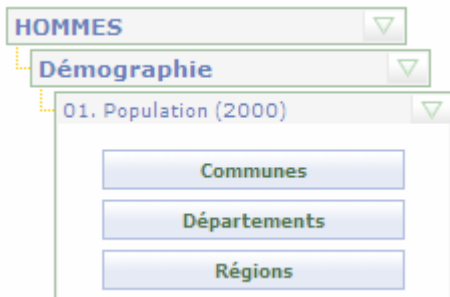 HOMMES
Démographie
01. Population (2000)
Communes
Départements
Régions